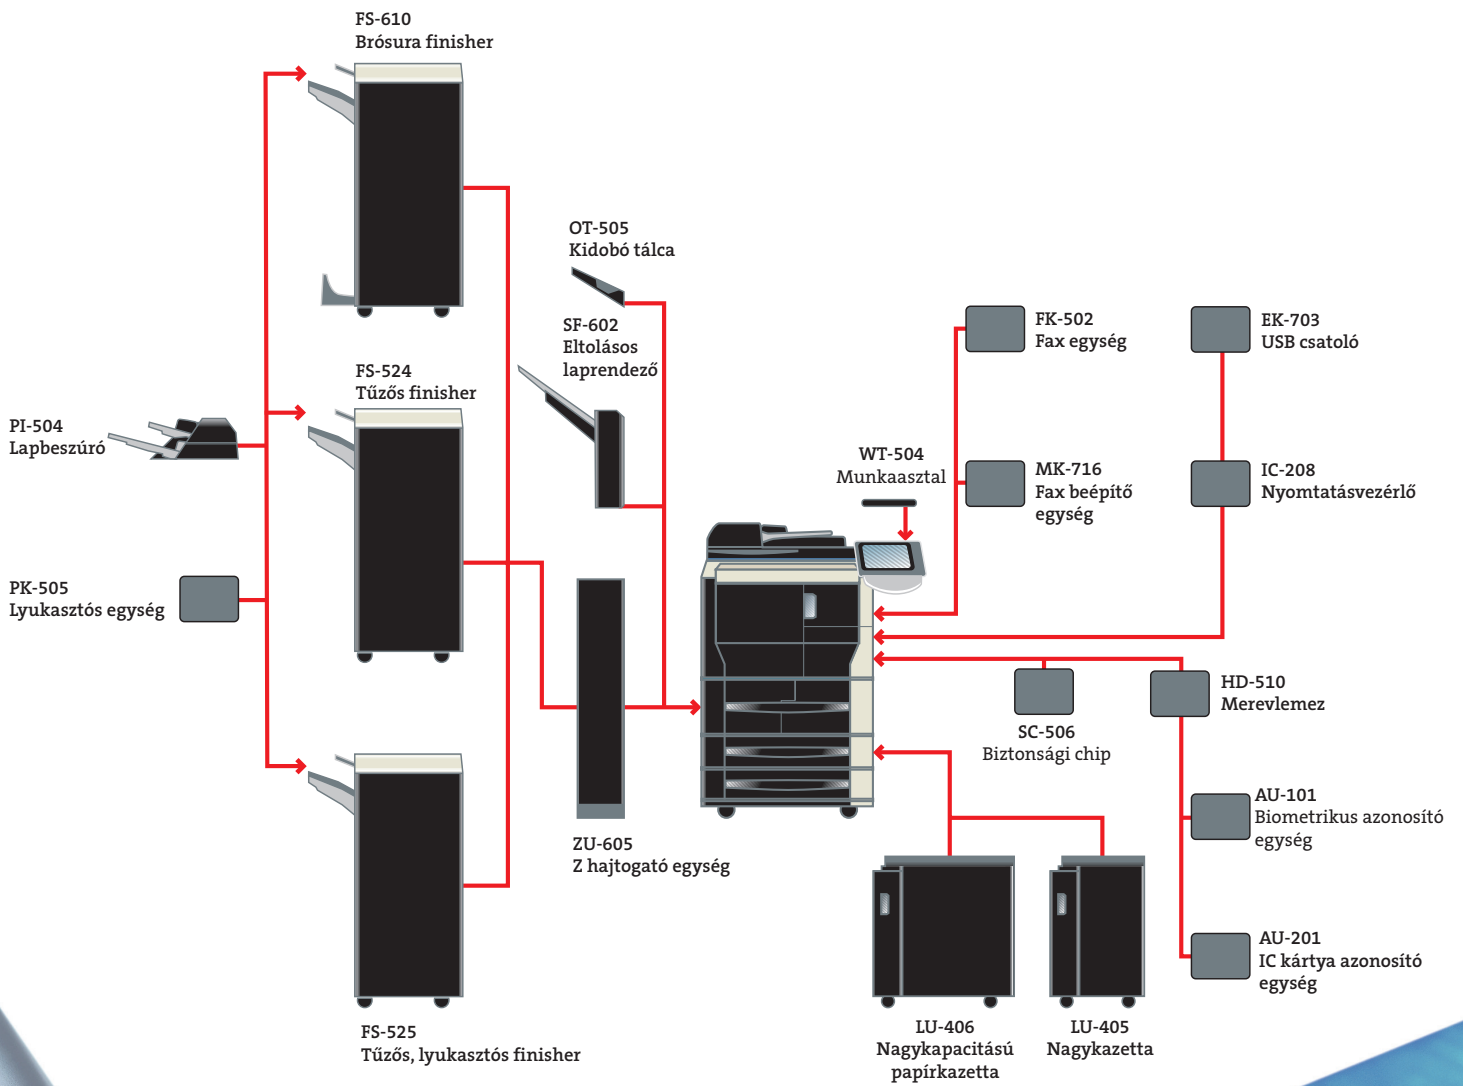 FS-610
Brósura finisher
OT-505
Kidobó tálca
SF-602
Eltolásos
laprendező
FS-524
Tűzős finisher
PI-504
Lapbeszúró
PK-505
Lyukasztós egység
WT-504
Munkaasztal
FK-502
Fax egység
MK-716
Fax beépítő
egység
EK-703
USB csatoló
IC-208
Nyomtatásvezérlő
HD-510
Merevlemez
SC-506
Biztonsági chip
AU-101
Biometrikus azonosító
egység
AU-201
IC kártya azonosító
egység
ZU-605
Z hajtogató egység
LU-406
Nagykapacitású
papírkazetta
LU-405
Nagykazetta
FS-525
Tűzős, lyukasztós finisher